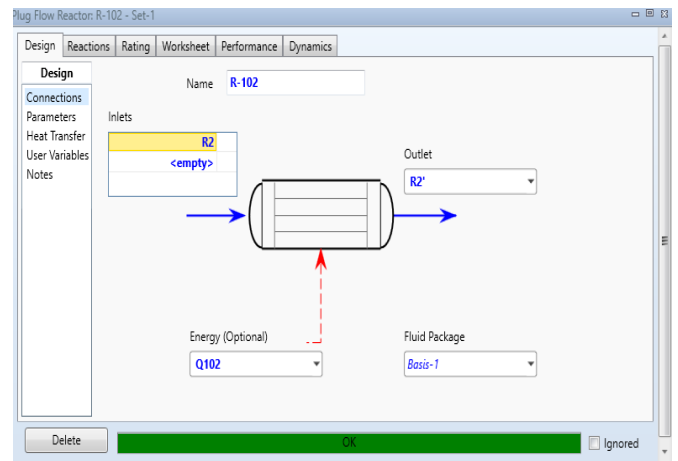 Plug Flow Reactor: R-102 - Set-1
Design Reactions Rating Worksheet Performance Dynamics
Design
Connections
Parameters
Heat Transfer
User Variables
Notes
Name R-102
Inlets
R2
<empty>
Outlet
R2'
Energy (Optional)
Q102
Fluid Package
Basis-1
Delete
OK
Ignored